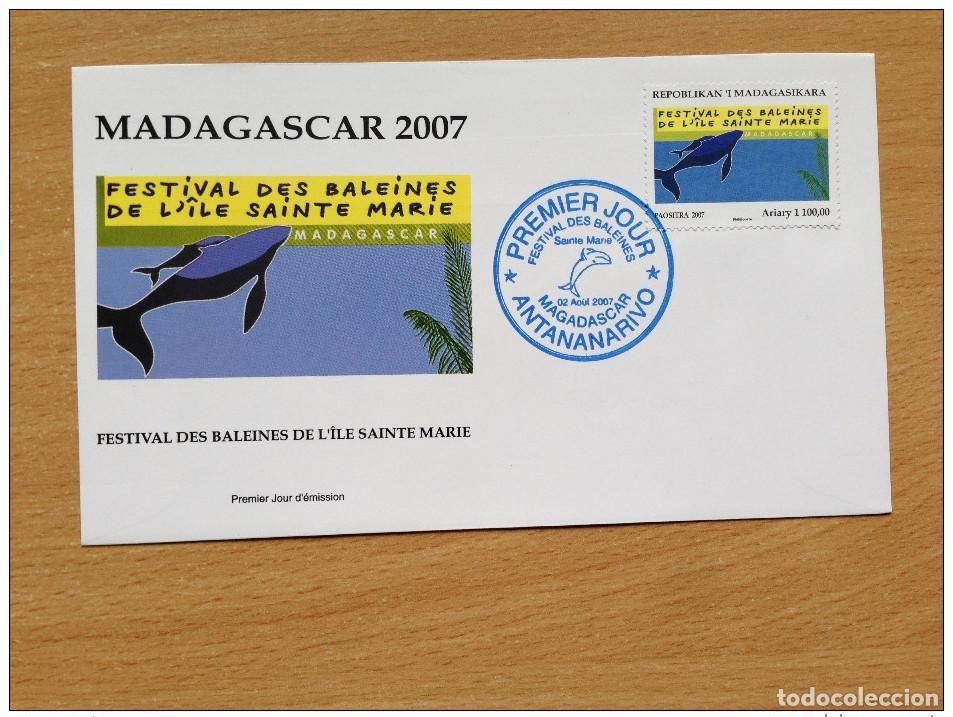 MADAGASCAR 2007
FESTIVAL DES BALEINES
DE L'ÎLE SAINTE MARIE
MADAGASCAR
FESTIVAL DES BALEINES DE L'ÎLE SAINTE MARIE
Premier Jour d'émission
PREMIER JOUR
FESTIVAL DES BALEINES
Sainte Marie
02 Août 2007
MAGADASCAR
ANTANANARIVO
REPOBLIKAN 'I MADAGASIKARA
FESTIVAL DES BALEINES
DE L'ÎLE SAINTE MARIE
MADAGASCAR
PAOSITRA 2007
Ariary 1 100,00
todocoleccion